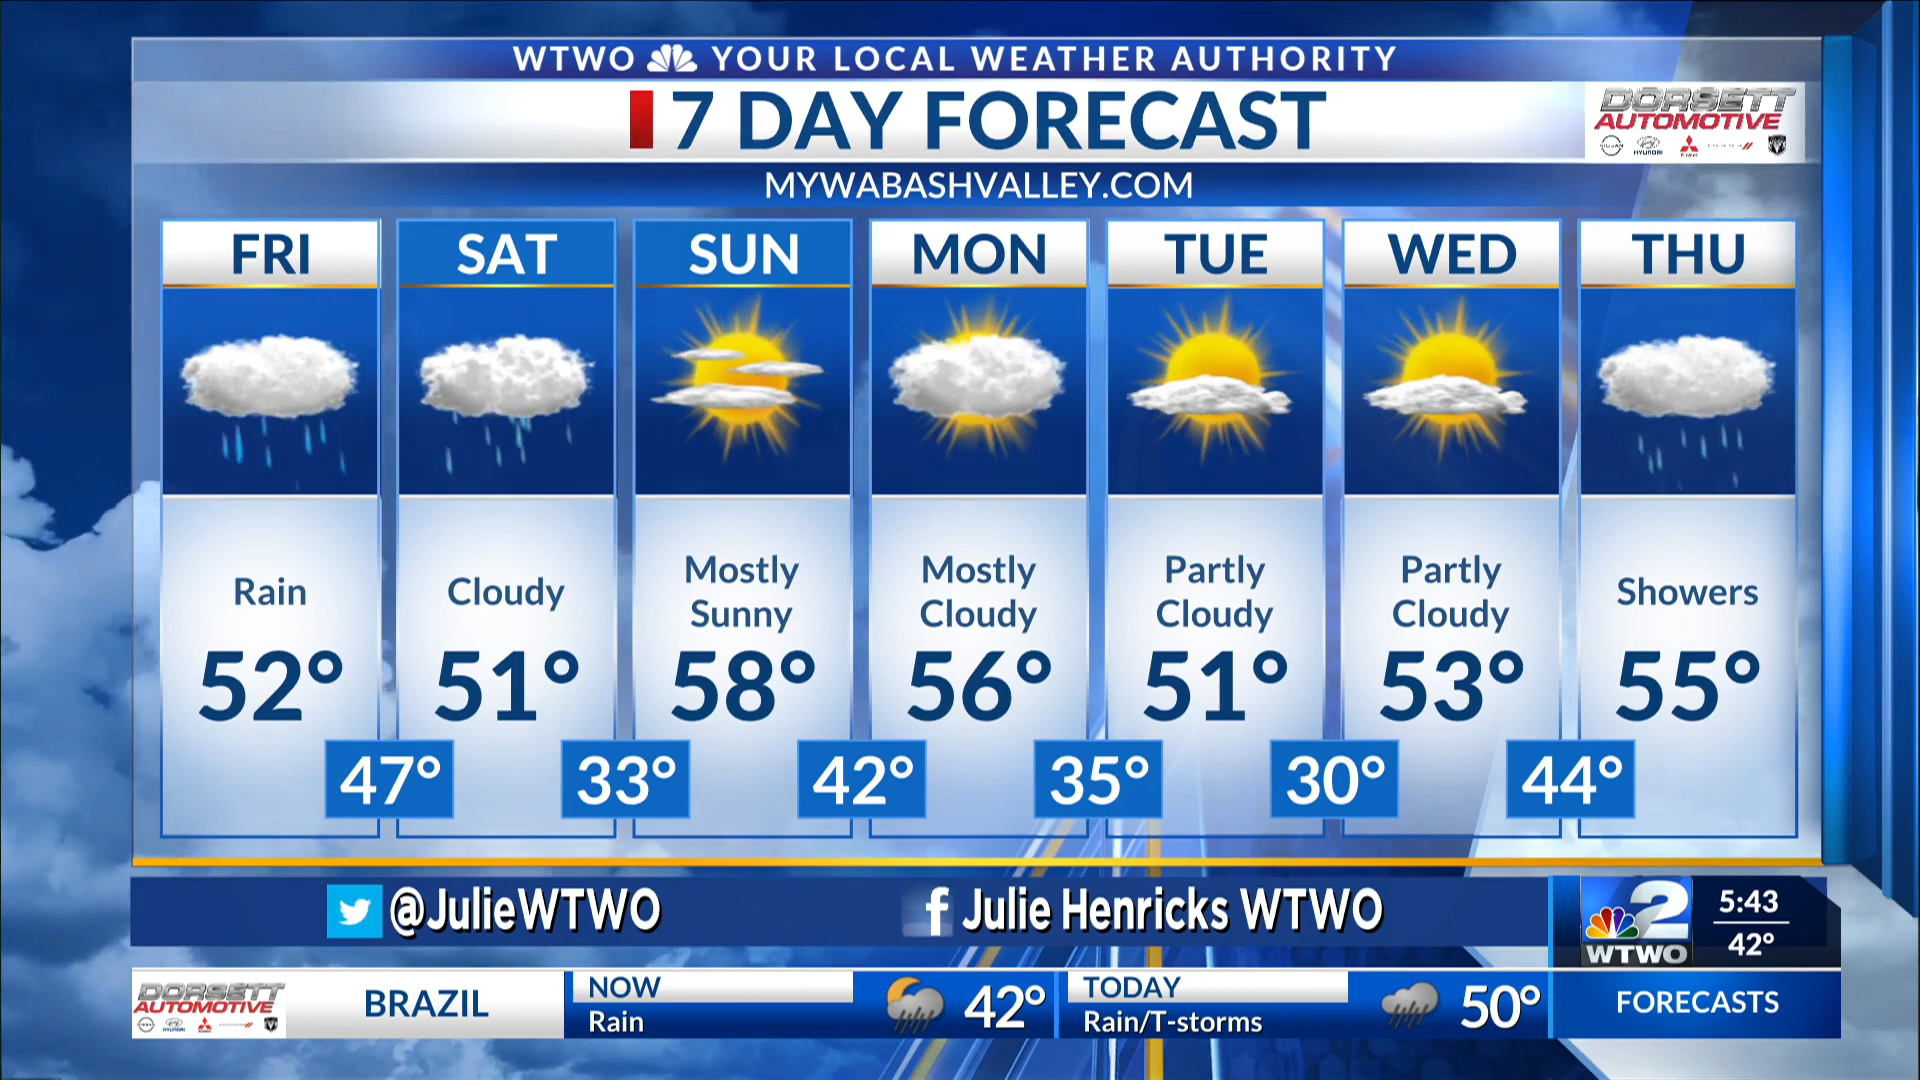 WTWO YOUR LOCAL WEATHER AUTHORITY
7 DAY FORECAST
DORSETT
AUTOMOTIVE
NISSAN HYUNDAI
MYWABASHVALLEY.COM
FRI SAT SUN MON TUE WED THU
Rain
Cloudy
Mostly
Sunny
Mostly
Cloudy
Partly
Cloudy
Partly
Cloudy
Showers
52° 51° 58° 56° 51° 53° 55°
47° 33° 42° 35° 30° 44°
@JulieWTWO
f Julie Henricks WTWO
2
WTWO
5:43
42°
DORSETT
AUTOMOTIVE
HYUNDAI
BRAZIL
NOW
Rain
42°
TODAY
Rain/T-storms
50°
FORECASTS